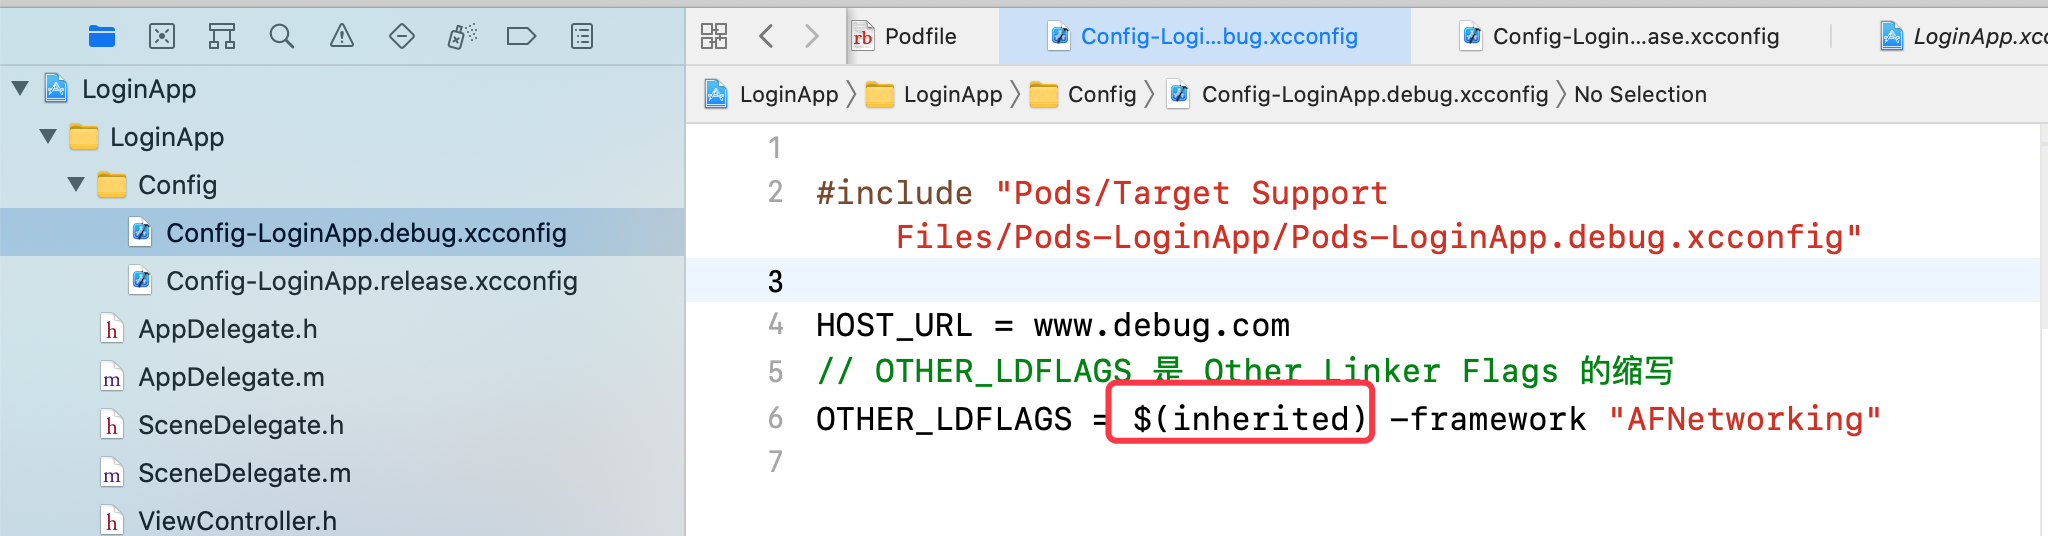 Podfile
Config-Logi...bug.xcconfig
Config-Login...ase.xcconfig
LoginApp.xcc
LoginApp
LoginApp
Config
Config-LoginApp.debug.xcconfig
No Selection
LoginApp
LoginApp
Config
Config-LoginApp.debug.xcconfig
Config-LoginApp.release.xcconfig
h AppDelegate.h
m AppDelegate.m
h SceneDelegate.h
m SceneDelegate.m
h ViewController.h
1
2 #include "Pods/Target Support
Files/Pods-LoginApp/Pods-LoginApp.debug.xcconfig"
3
4 HOST_URL = www.debug.com
5 // OTHER_LDFLAGS 是 Other Linker Flags 的缩写
6 OTHER_LDFLAGS = $(inherited) -framework "AFNetworking"
7